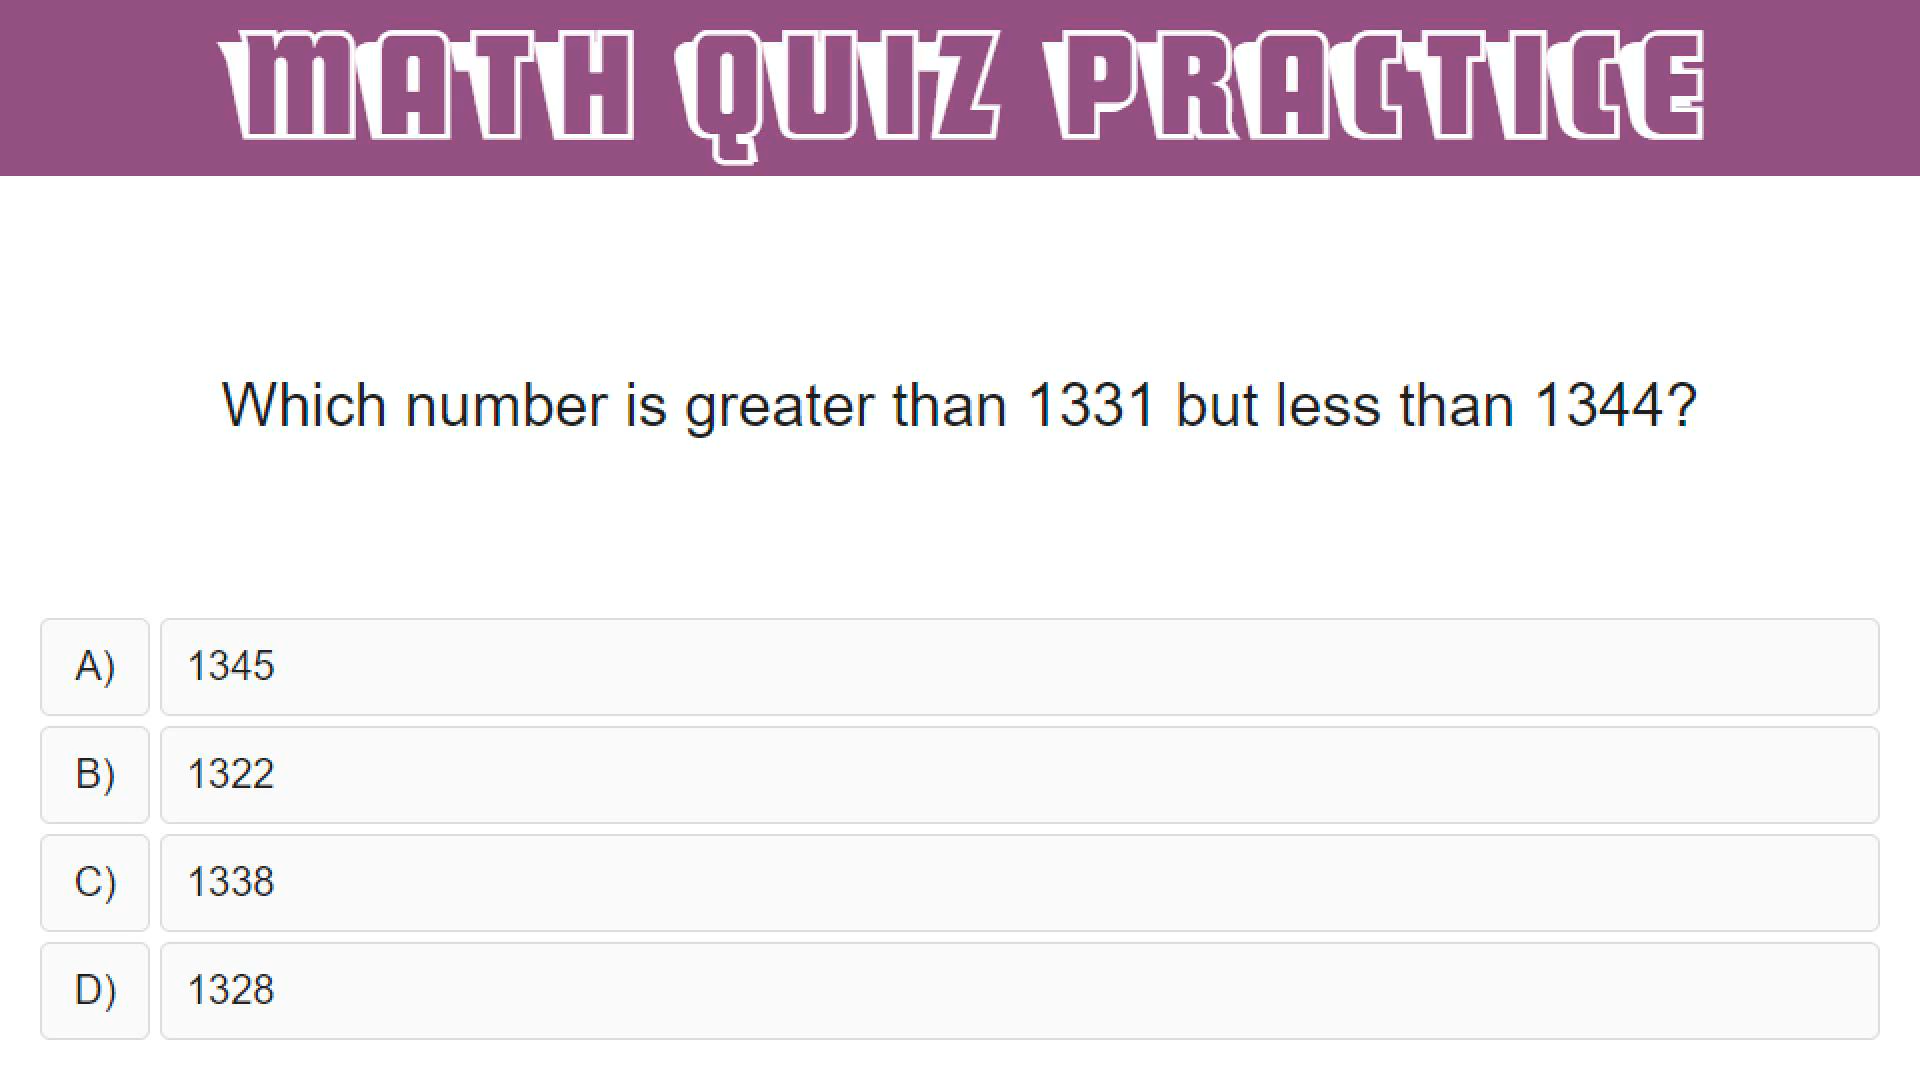 MATH QUIZ PRACTICE
Which number is greater than 1331 but less than 1344?
A) 1345
B) 1322
C) 1338
D) 1328